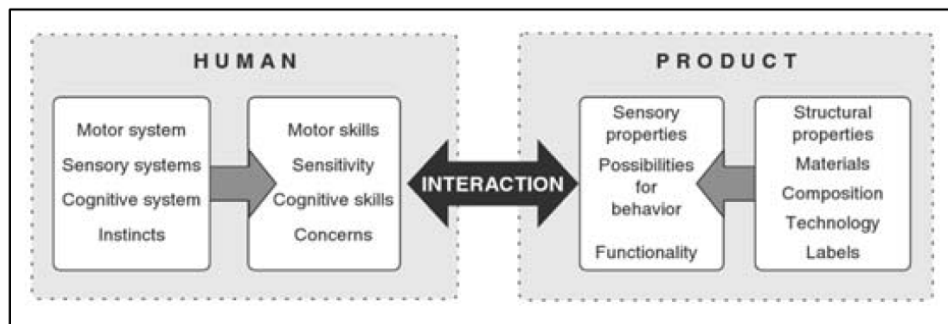 HUMAN
Motor system
Sensory systems
Cognitive system
Instincts
Motor skills
Sensitivity
Cognitive skills
Concerns
INTERACTION
PRODUCT
Sensory
properties
Possibilities
for
behavior
Functionality
Structural
properties
Materials
Composition
Technology
Labels